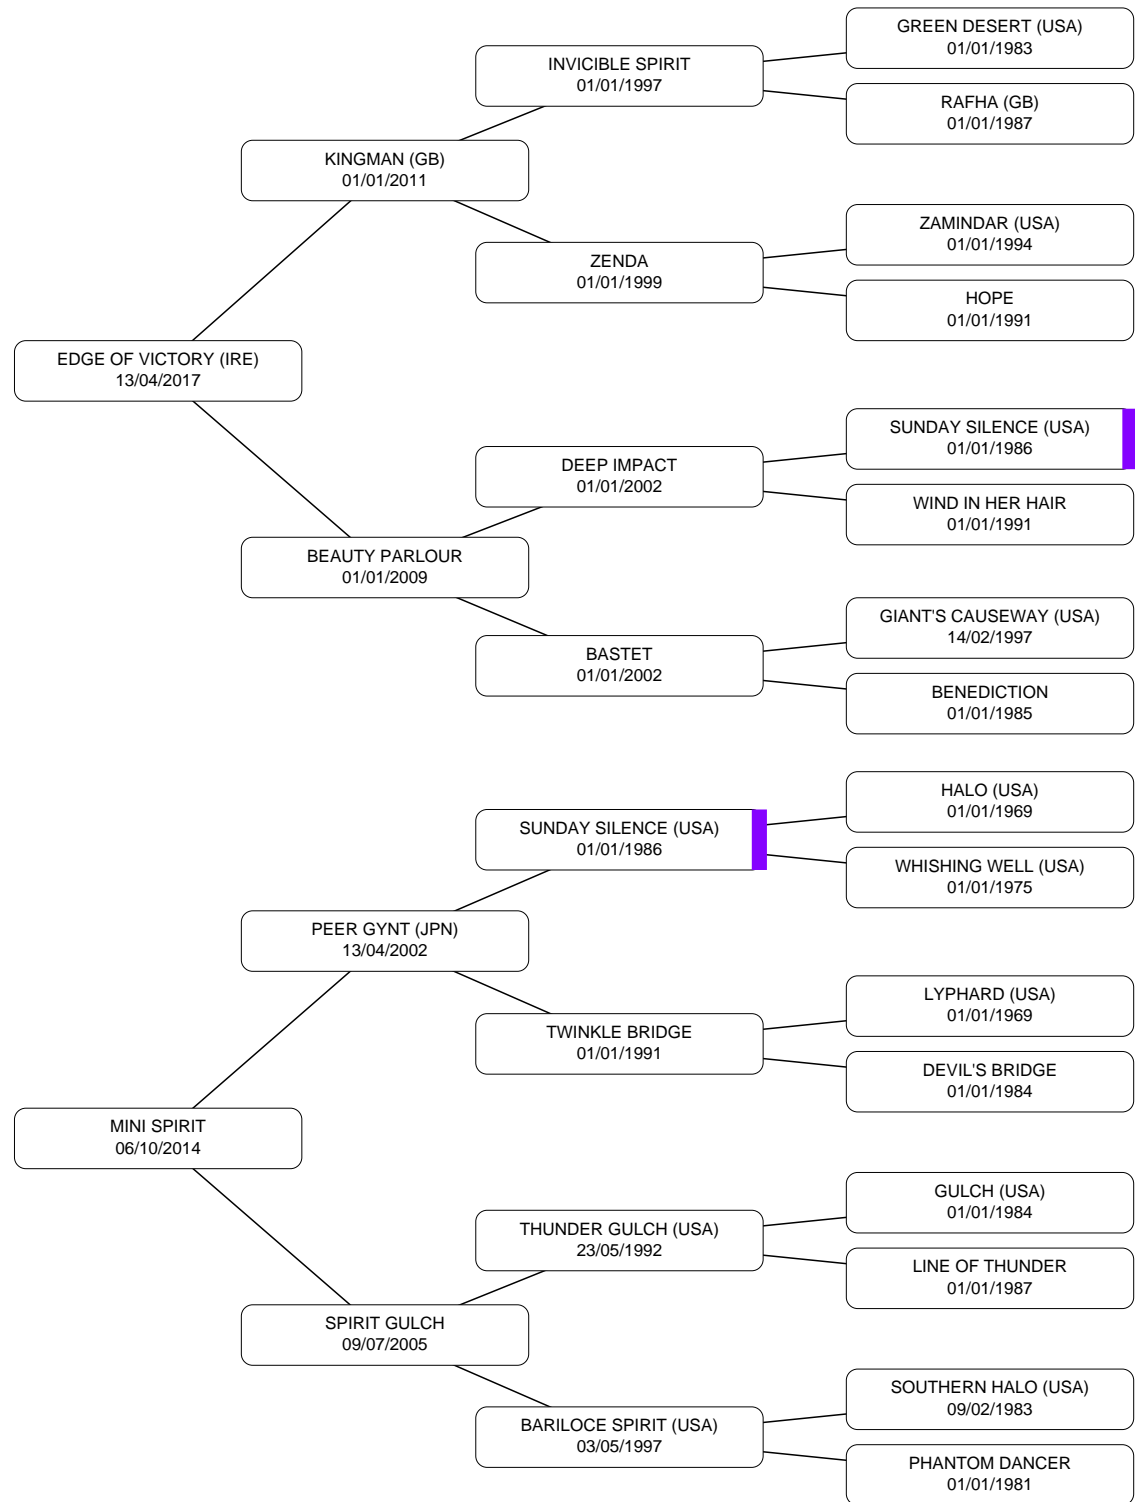 GREEN DESERT (USA)
01/01/1983
INVICIBLE SPIRIT
01/01/1997
RAFHA (GB)
01/01/1987
KINGMAN (GB)
01/01/2011
ZAMINDAR (USA)
01/01/1994
ZENDA
01/01/1999
HOPE
01/01/1991
EDGE OF VICTORY (IRE)
13/04/2017
SUNDAY SILENCE (USA)
01/01/1986
DEEP IMPACT
01/01/2002
WIND IN HER HAIR
01/01/1991
BEAUTY PARLOUR
01/01/2009
GIANT'S CAUSEWAY (USA)
14/02/1997
BASTET
01/01/2002
BENEDICTION
01/01/1985
HALO (USA)
01/01/1969
SUNDAY SILENCE (USA)
01/01/1986
WHISHING WELL (USA)
01/01/1975
PEER GYNT (JPN)
13/04/2002
LYPHARD (USA)
01/01/1969
TWINKLE BRIDGE
01/01/1991
DEVIL'S BRIDGE
01/01/1984
MINI SPIRIT
06/10/2014
GULCH (USA)
01/01/1984
THUNDER GULCH (USA)
23/05/1992
LINE OF THUNDER
01/01/1987
SPIRIT GULCH
09/07/2005
SOUTHERN HALO (USA)
09/02/1983
BARILOCE SPIRIT (USA)
03/05/1997
PHANTOM DANCER
01/01/1981